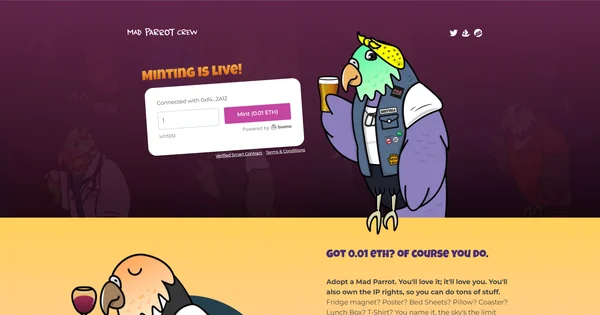 MAD PARROT CREW
Minting is Live!
Connected with 0xf4..2A12
1
Mint (0.01 ETH)
Powered by bueno
Verified Smart Contract Terms & Conditions
Got 0.01 eth? Of course you do.
Adopt a Mad Parrot. You'll love it; it'll love you. You'll
also own the IP rights, so you can do tons of stuff.
Fridge magnet? Poster? Bed Sheets? Pillow? Coaster?
Lunch Box? T-Shirt? You name it, the sky's the limit